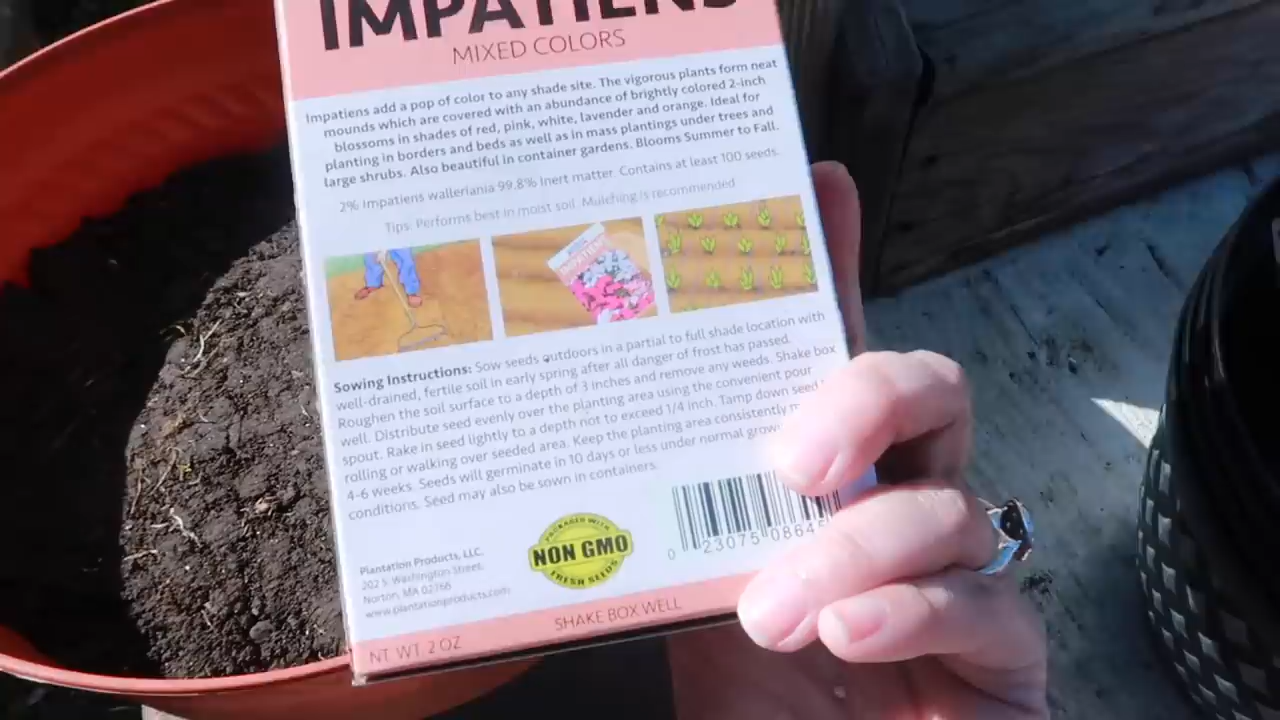 IMPATIENS
MIXED COLORS
Impatiens add a pop of color to any shade site. The vigorous plants form neat
mounds which are covered with an abundance of brightly colored 2-inch
blossoms in shades of red, pink, white, lavender and orange. Ideal for
planting in borders and beds as well as in mass plantings under trees and
large shrubs. Also beautiful in container gardens. Blooms Summer to Fall.
2% Impatiens walleriana 99.8% Inert matter. Contains at least 100 seeds.
Tips: Performs best in moist soil. Mulching is recommended
IMPATIENS
Sowing Instructions: Sow seeds outdoors in a partial to full shade location with
well-drained, fertile soil in early spring after all danger of frost has passed.
Roughen the soil surface to a depth of 3 inches and remove any weeds. Shake box
well. Distribute seed evenly over the planting area using the convenient pour
spout. Rake in seed lightly to a depth not to exceed 1/4 inch. Tamp down seed
rolling or walking over seeded area. Keep the planting area consistently
4-6 weeks. Seeds will germinate in 10 days or less under normal
conditions. Seed may also be sown in containers.
Plantation Products, LLC.
202 S. Washington Street,
Norton, MA 02766
www.plantationproducts.com
PACKAGED WITH
NON GMO
FRESH SEEDS
0 23075 08645
NT. WT. 2 OZ
SHAKE BOX WELL